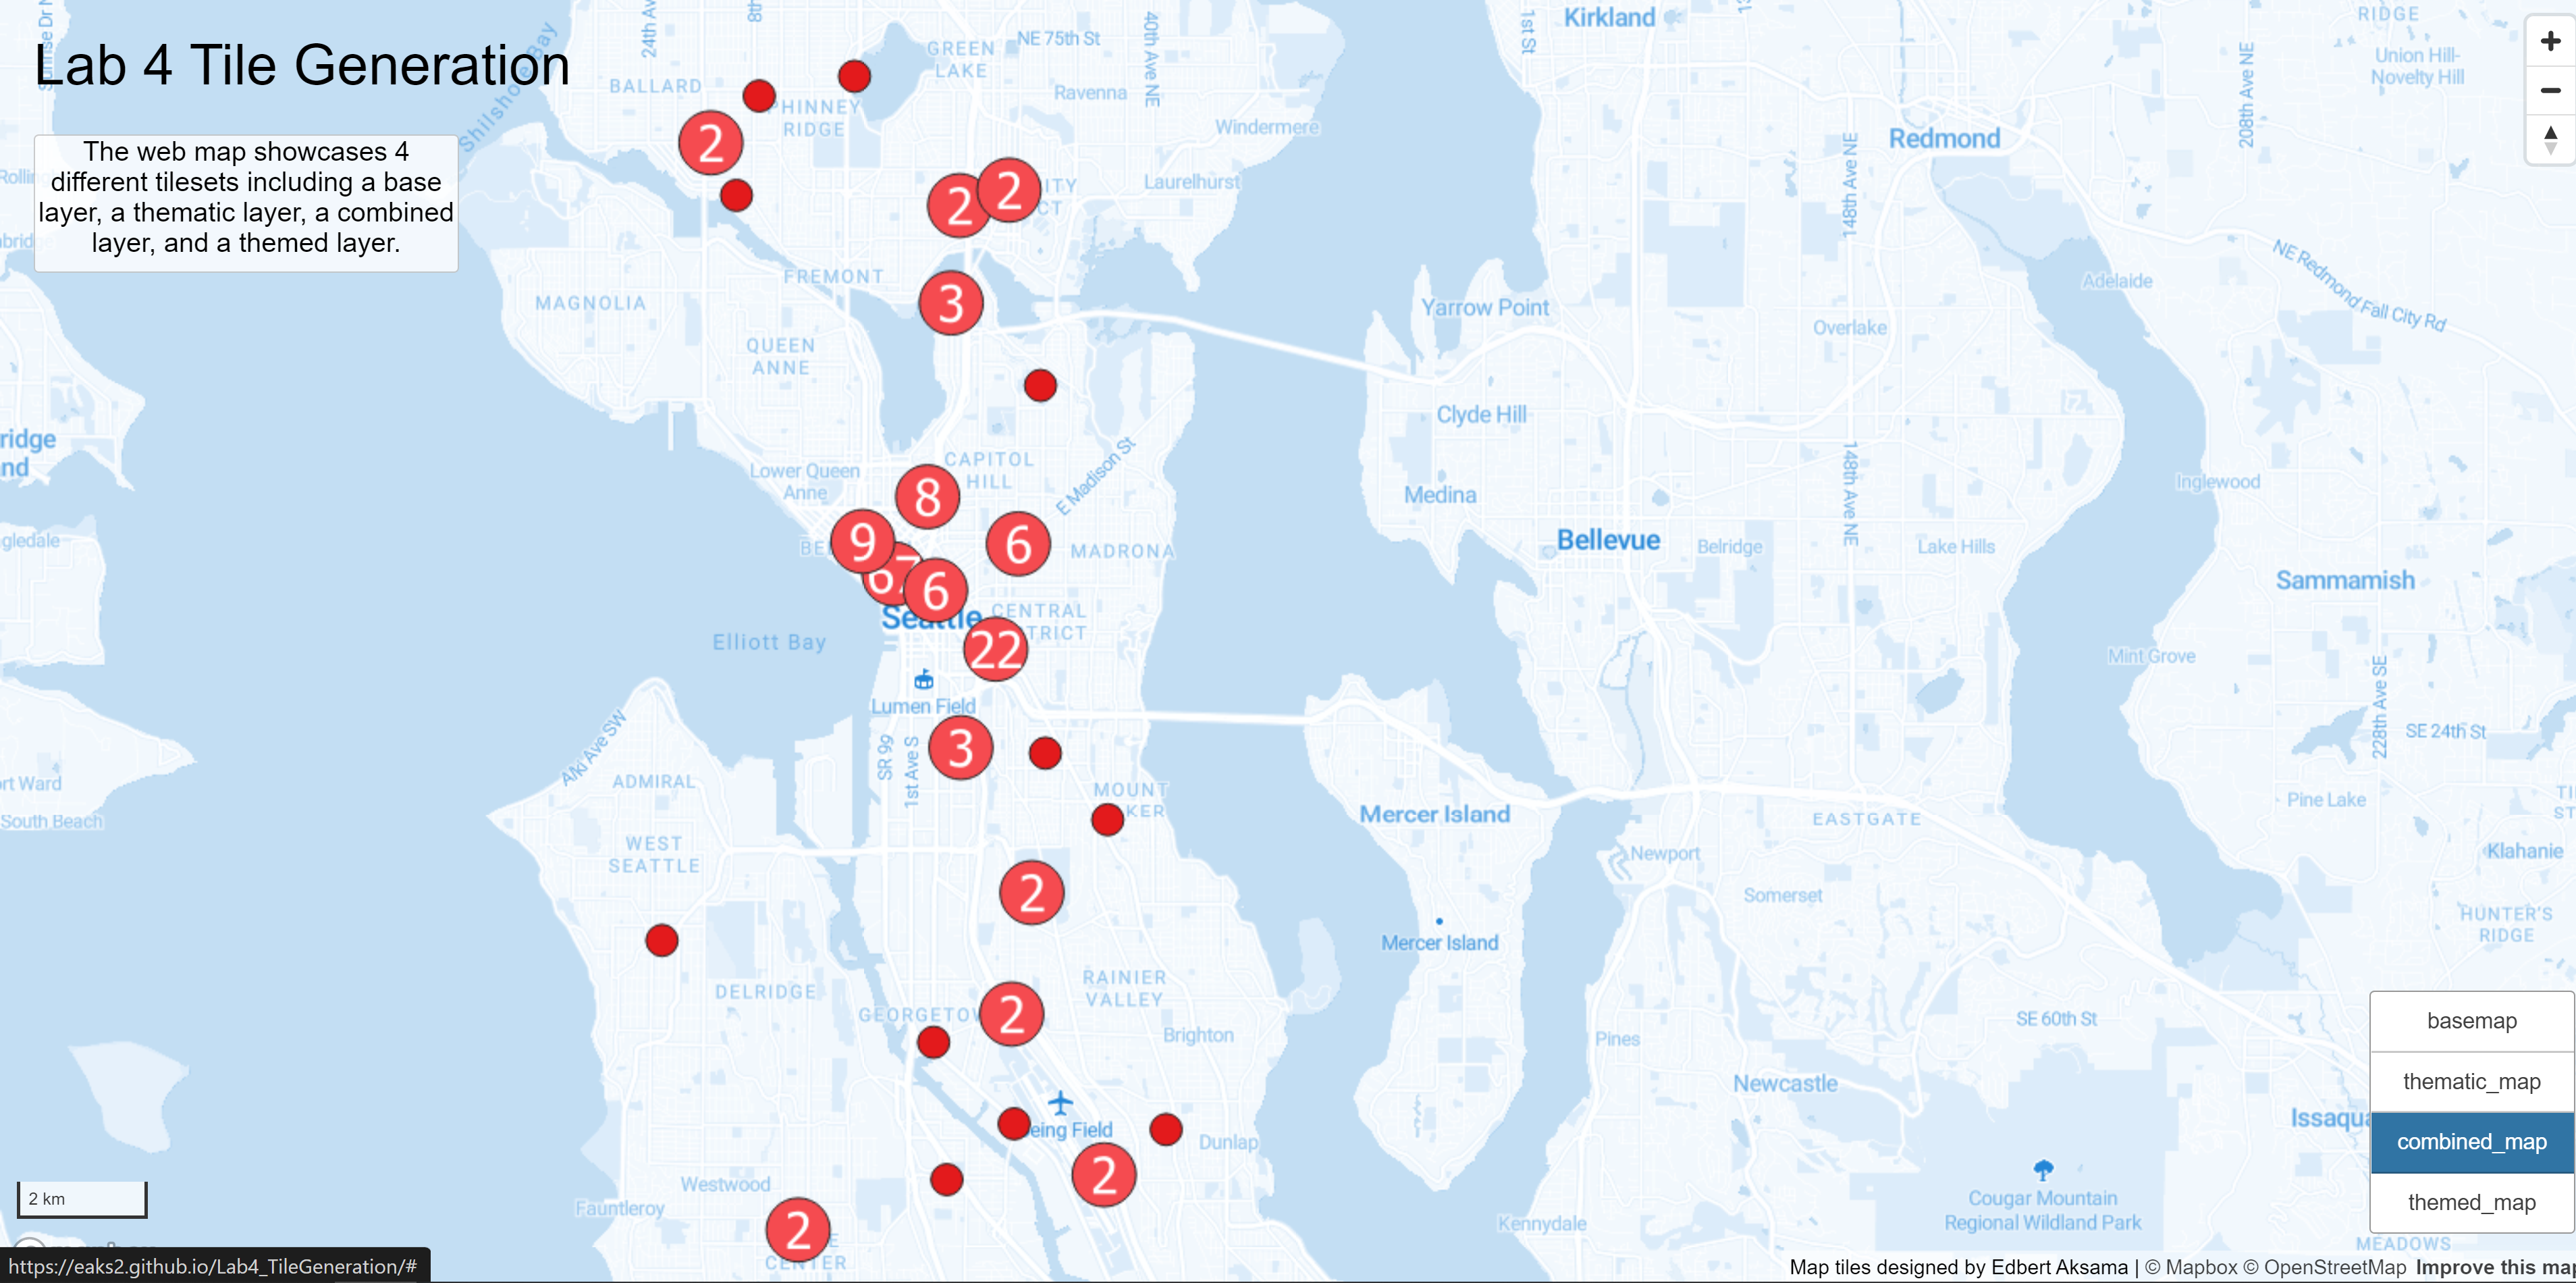 Lab 4 Tile Generation
The web map showcases 4
different tilesets including a base
layer, a thematic layer, a combined
layer, and a themed layer.
Shilshole Bay
24th Av
8th
BALLARD
PHINNEY
RIDGE
GREEN
LAKE
NE 75th St
40th Ave NE
Ravenna
Windermere
Laurelhurst
FREMONT
MAGNOLIA
QUEEN
ANNE
Lower Queen
Anne
CAPITOL
HILL
E Madison St
MADRONA
Seattle
CENTRAL
Elliott Bay
Lumen Field
SR 99
1st Ave S
Alki Ave SW
ADMIRAL
WEST
SEATTLE
MOUNT
DELRIDGE
RAINIER
VALLEY
Brighton
Dunlap
Westwood
Fauntleroy
CENTER
South Beach
Kirkland
1st St
Yarrow Point
Clyde Hill
Medina
Bellevue
Belridge
Lake Hills
Overlake
Redmond
148th Ave NE
148th Ave NE
208th Ave NE
RIDGE
Union Hill-
Novelty Hill
NE Redmond Fall City Rd
Adelaide
Inglewood
Sammamish
Mint Grove
228th Ave SE
SE 24th St
Pine Lake
Klahanie
HUNTER'S
RIDGE
EASTGATE
Somerset
Newport
Mercer Island
Mercer Island
Pines
SE 60th St
Newcastle
Cougar Mountain
Regional Wildland Park
Kennydale
MEADOWS
2
2
2
3
8
9
67
6
6
22
3
2
2
2
2
basemap
thematic_map
combined_map
themed_map
2 km
https://eaks2.github.io/Lab4_TileGeneration/#
Map tiles designed by Edbert Aksama | © Mapbox © OpenStreetMap Improve this ma